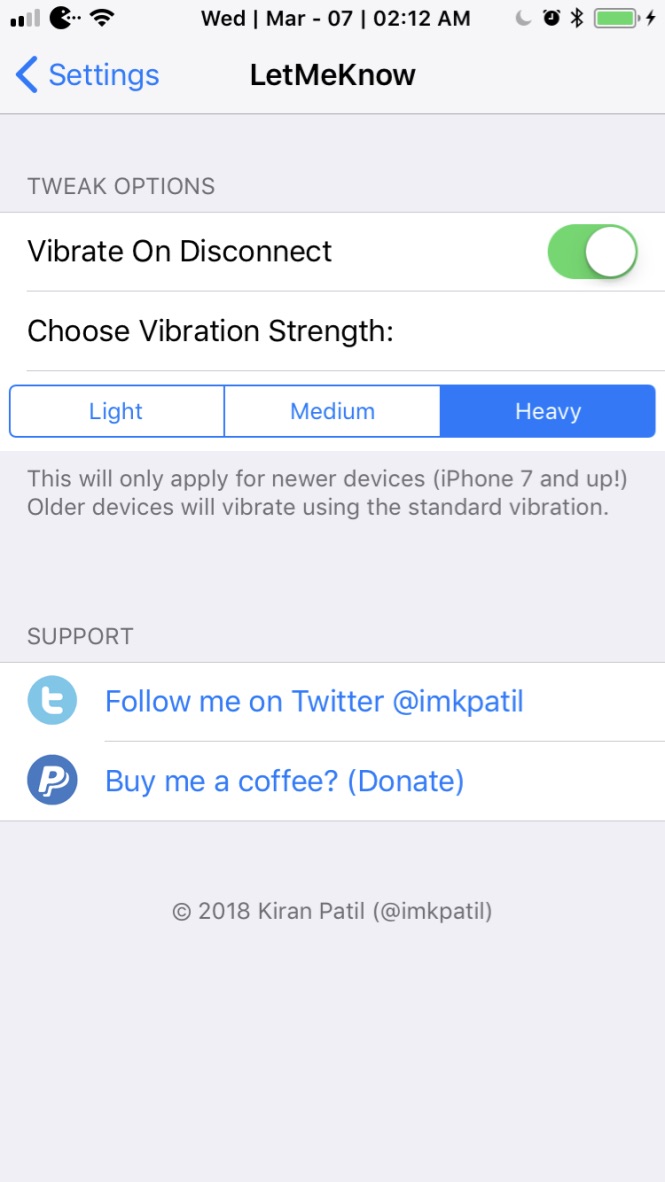 Wed | Mar - 07 | 02:12 AM
Settings
LetMeKnow
TWEAK OPTIONS
Vibrate On Disconnect
Choose Vibration Strength:
Light
Medium
Heavy
This will only apply for newer devices (iPhone 7 and up!)
Older devices will vibrate using the standard vibration.
SUPPORT
Follow me on Twitter @imkpatil
Buy me a coffee? (Donate)
© 2018 Kiran Patil (@imkpatil)